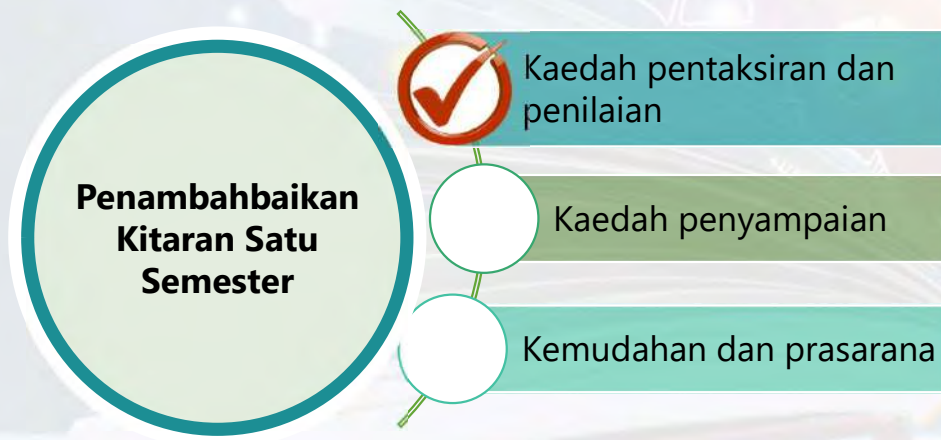 Penambahbaikan
Kitaran Satu
Semester
Kaedah pentaksiran dan
penilaian
Kaedah penyampaian
Kemudahan dan prasarana